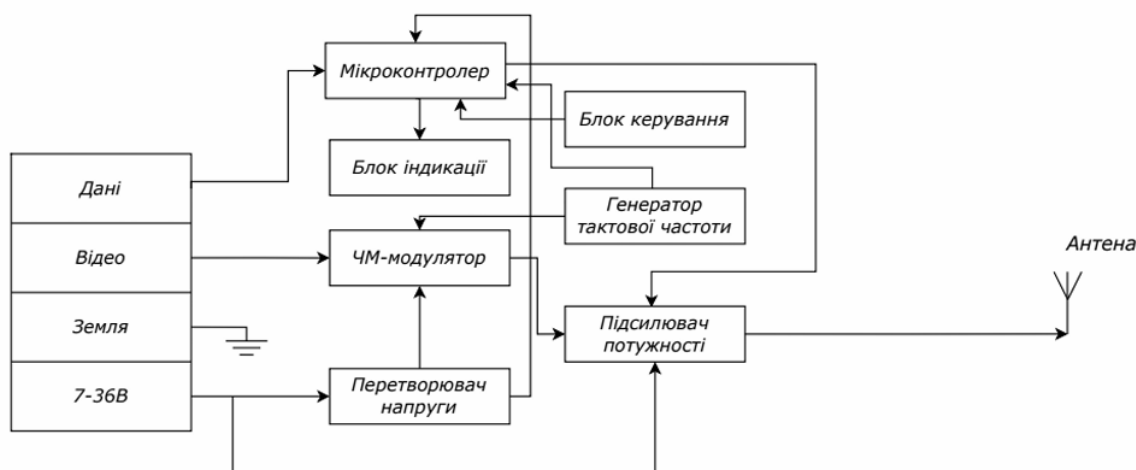 Мікроконтролер
Блок керування
Блок індикації
Дані
Генератор
тактової частоти
Відео
ЧМ-модулятор
Антена
Земля
Підсилювач
потужності
7-36В
Перетворювач
напруги